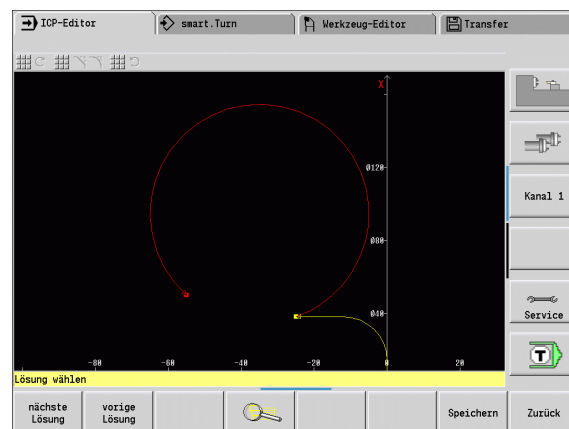 ICP-Editor
smart.Turn
Werkzeug-Editor
Transfer
X
Ø120
Ø80
Ø40
-80 -60 -40 -20 0 20
Kanal 1
Service
T
Lösung wählen
nächste Lösung
vorige Lösung
Speichern
Zurück